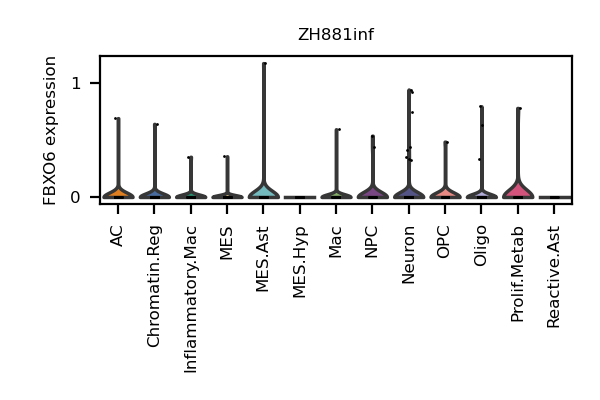 ZH881inf
FBXO6 expression
1
0
AC
Chromatin.Reg
Inflammatory.Mac
MES
MES.Ast
MES.Hyp
Mac
NPC
Neuron
OPC
Oligo
Prolif.Metab
Reactive.Ast